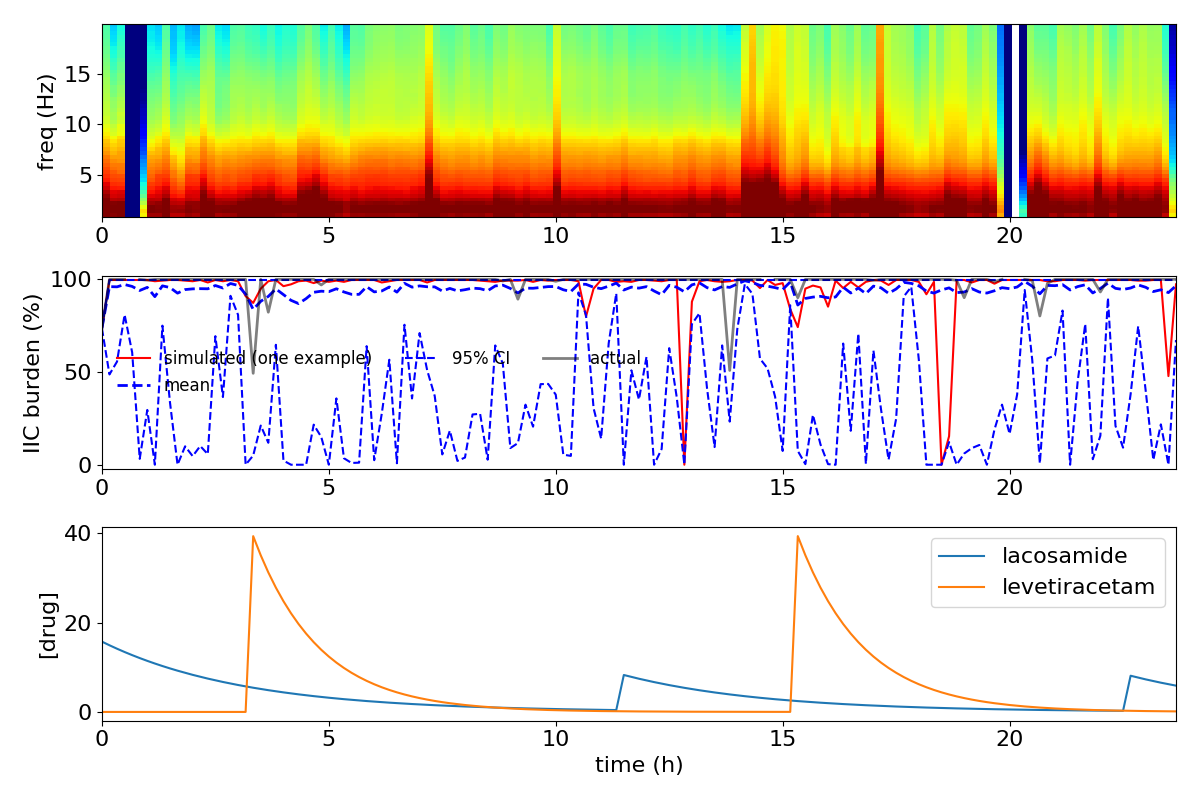 freq (Hz)
15
10
5
0 5 10 15 20
IIC burden (%)
100
50
0
simulated (one example) 95% CI actual
mean
0 5 10 15 20
[drug]
40
20
0
lacosamide
levetiracetam
0 5 10 15 20
time (h)